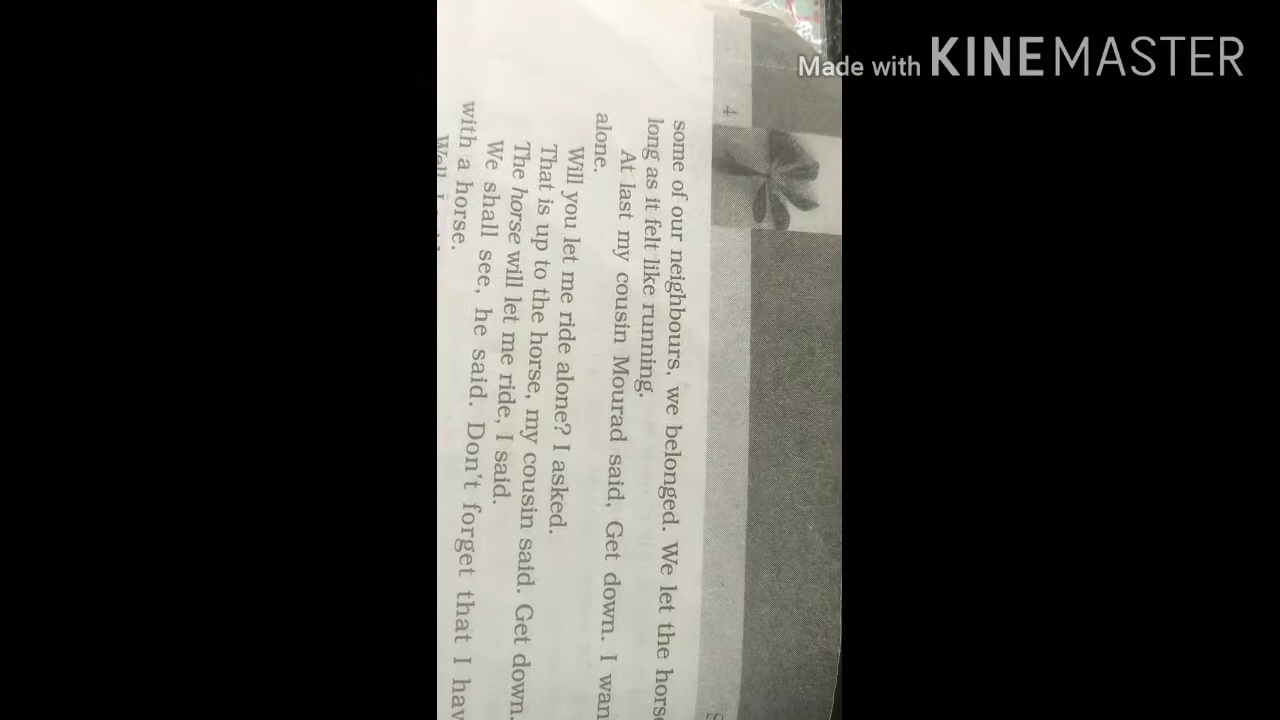 Made with KINEMASTER
4
some of our neighbours, we belonged. We let the horse
long as it felt like running.
At last my cousin Mourad said, Get down. I
alone.
Will you let me ride alone? I asked.
That is up to the horse, my cousin said. Get down.
The horse will let me ride, I said.
We shall see, he said. Don't forget that I
with a horse.